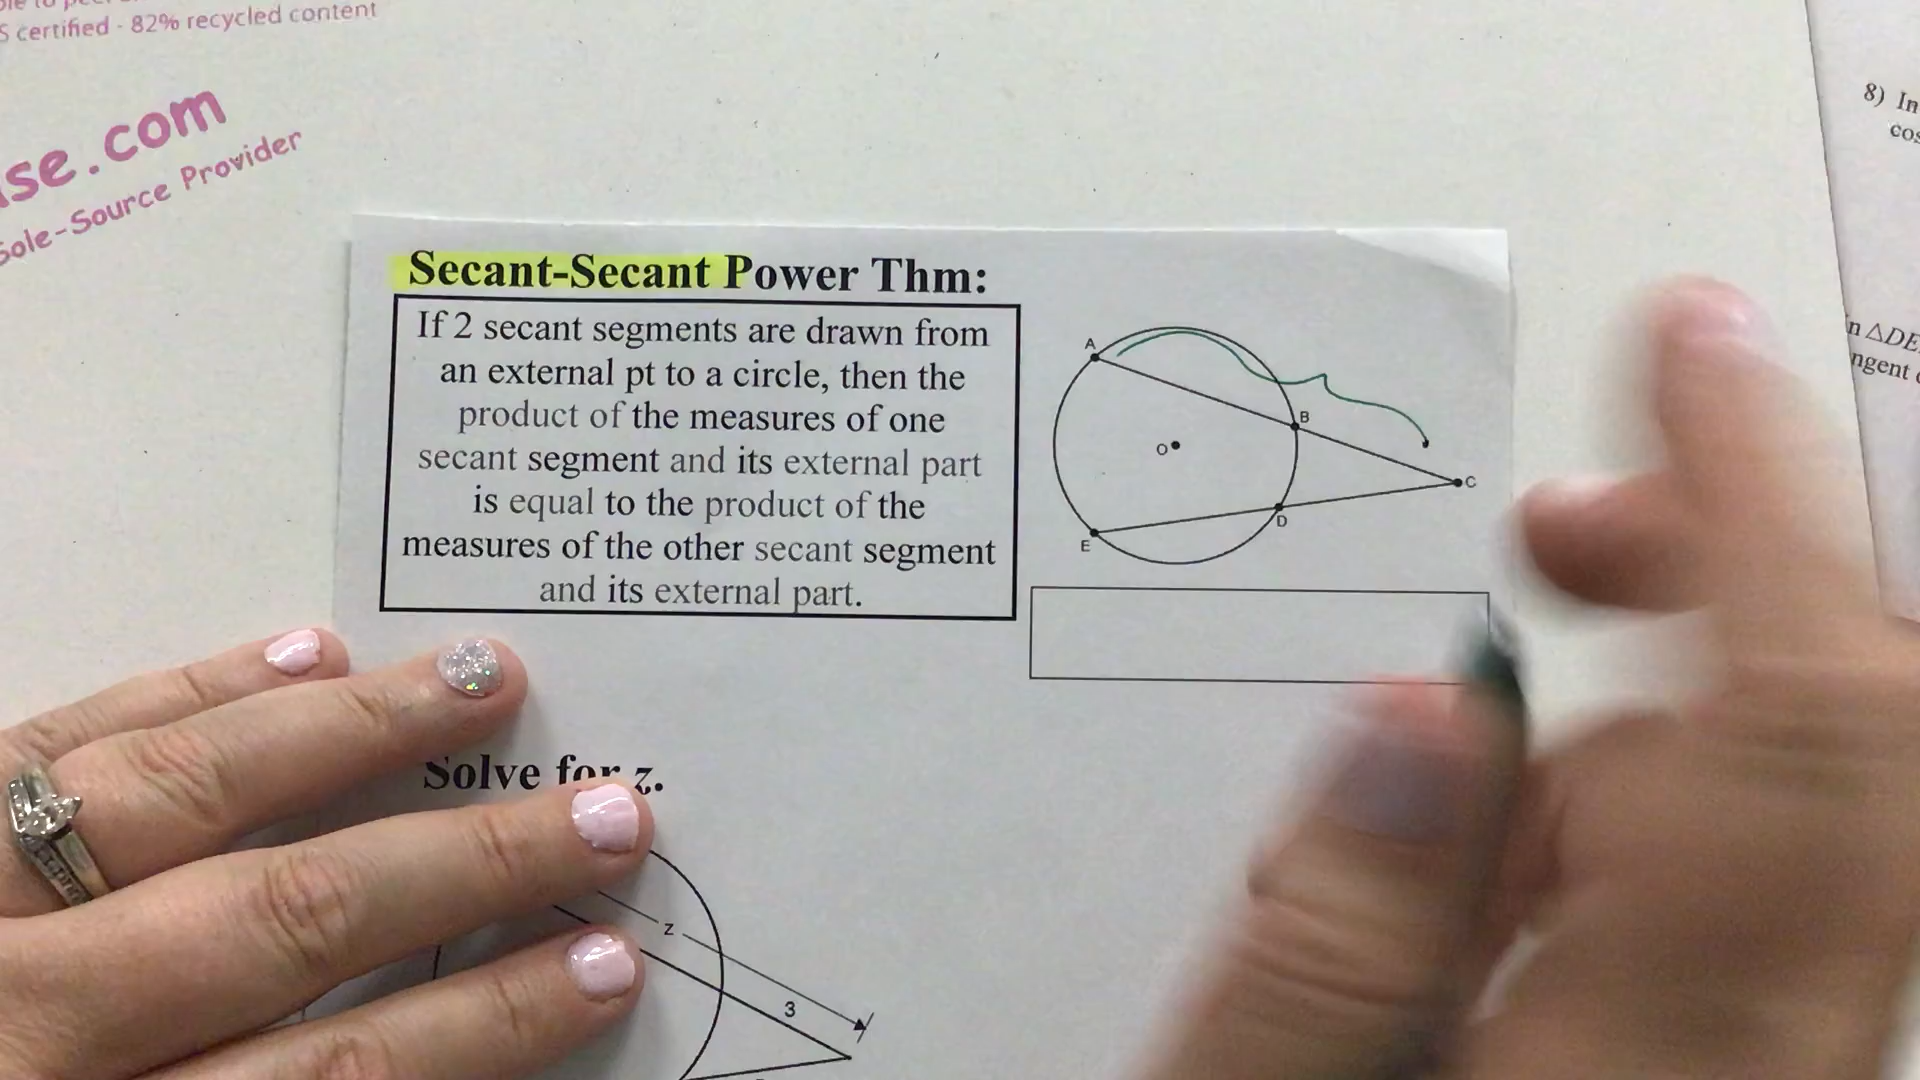 S certified - 82% recycled content
se.com
Sole-Source Provider
Secant-Secant Power Thm:
If 2 secant segments are drawn from
an external pt to a circle, then the
product of the measures of one
secant segment and its external part
is equal to the product of the
measures of the other secant segment
and its external part.
A
B
O
C
D
E
Solve for z.
z
3
8) In
cos
n △DE
ngent